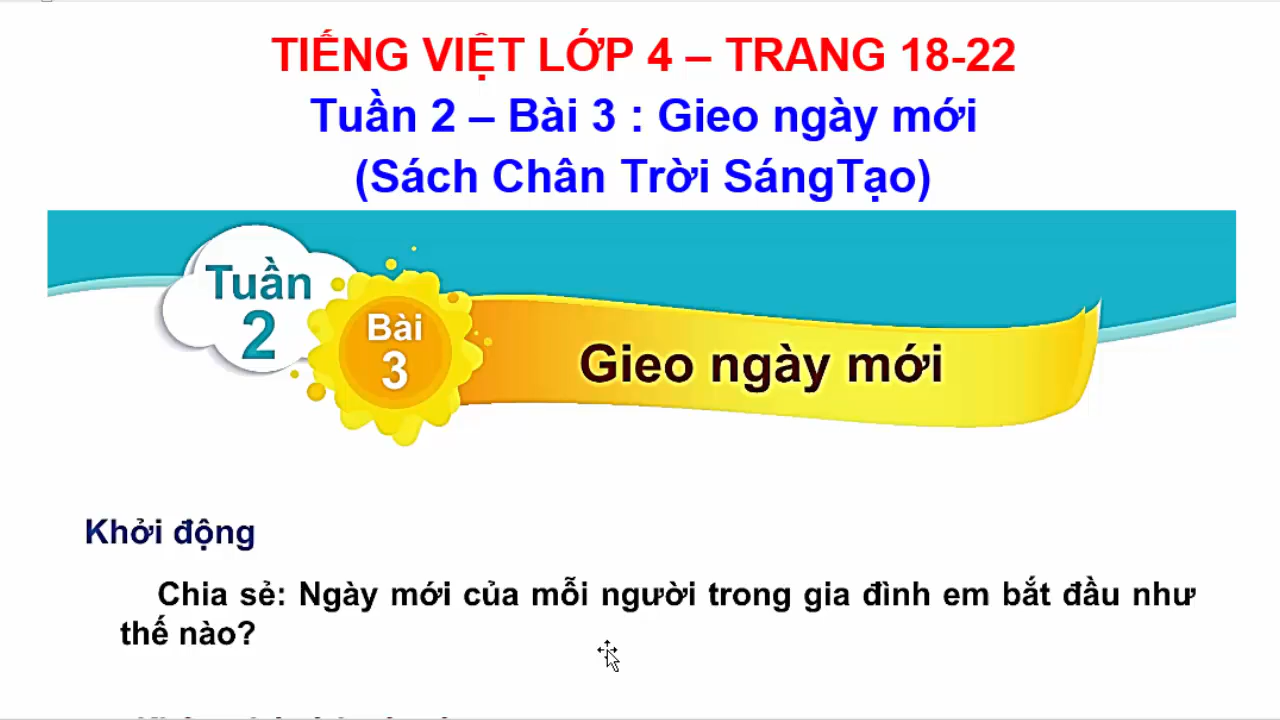 TIẾNG VIỆT LỚP 4 – TRANG 18-22
Tuần 2 – Bài 3 : Gieo ngày mới
(Sách Chân Trời SángTạo)
Tuần
2
Bài
3
Gieo ngày mới
Khởi động
Chia sẻ: Ngày mới của mỗi người trong gia đình em bắt đầu như
thế nào?